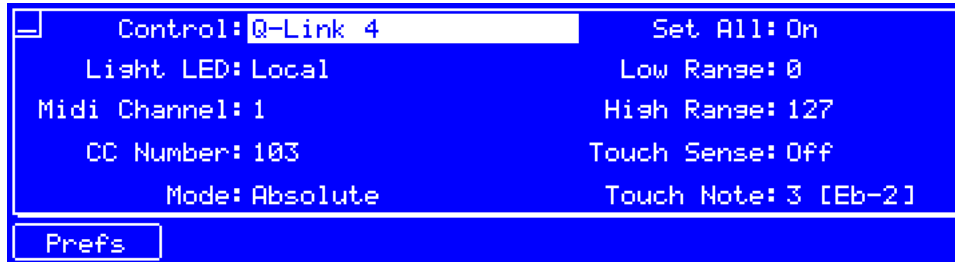 Control: Q-Link 4 Set All: On
Light LED: Local Low Range: 0
Midi Channel: 1 High Range: 127
CC Number: 103 Touch Sense: Off
Mode: Absolute Touch Note: 3 [Eb-2]
Prefs